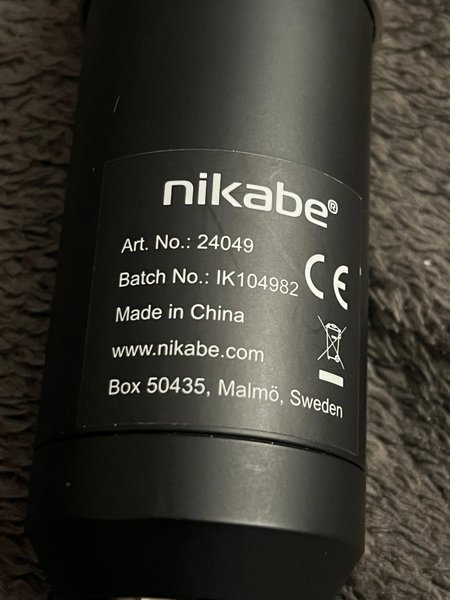 nikabe®
Art. No.: 24049
Batch No.: IK104982
Made in China
www.nikabe.com
Box 50435, Malmö, Sweden
CE